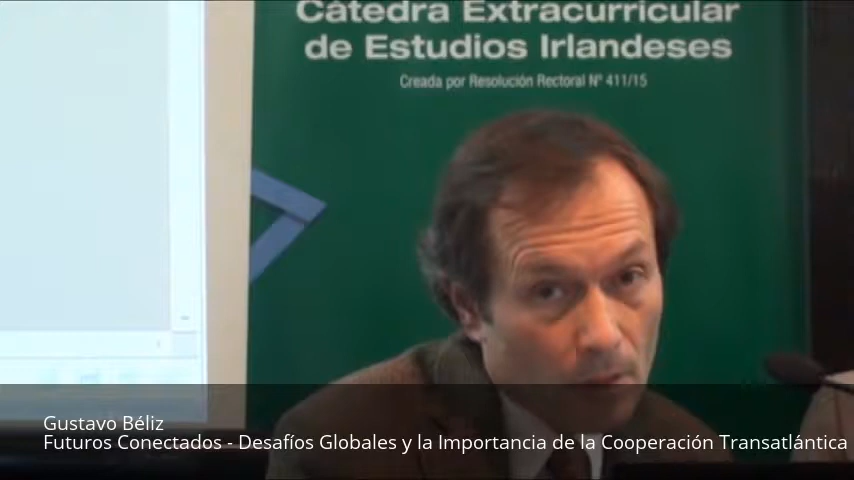 Cátedra Extracurricular
de Estudios Irlandeses
Creada por Resolución Rectoral Nº 411/15
Gustavo Béliz
Futuros Conectados - Desafíos Globales y la Importancia de la Cooperación Transatlántica